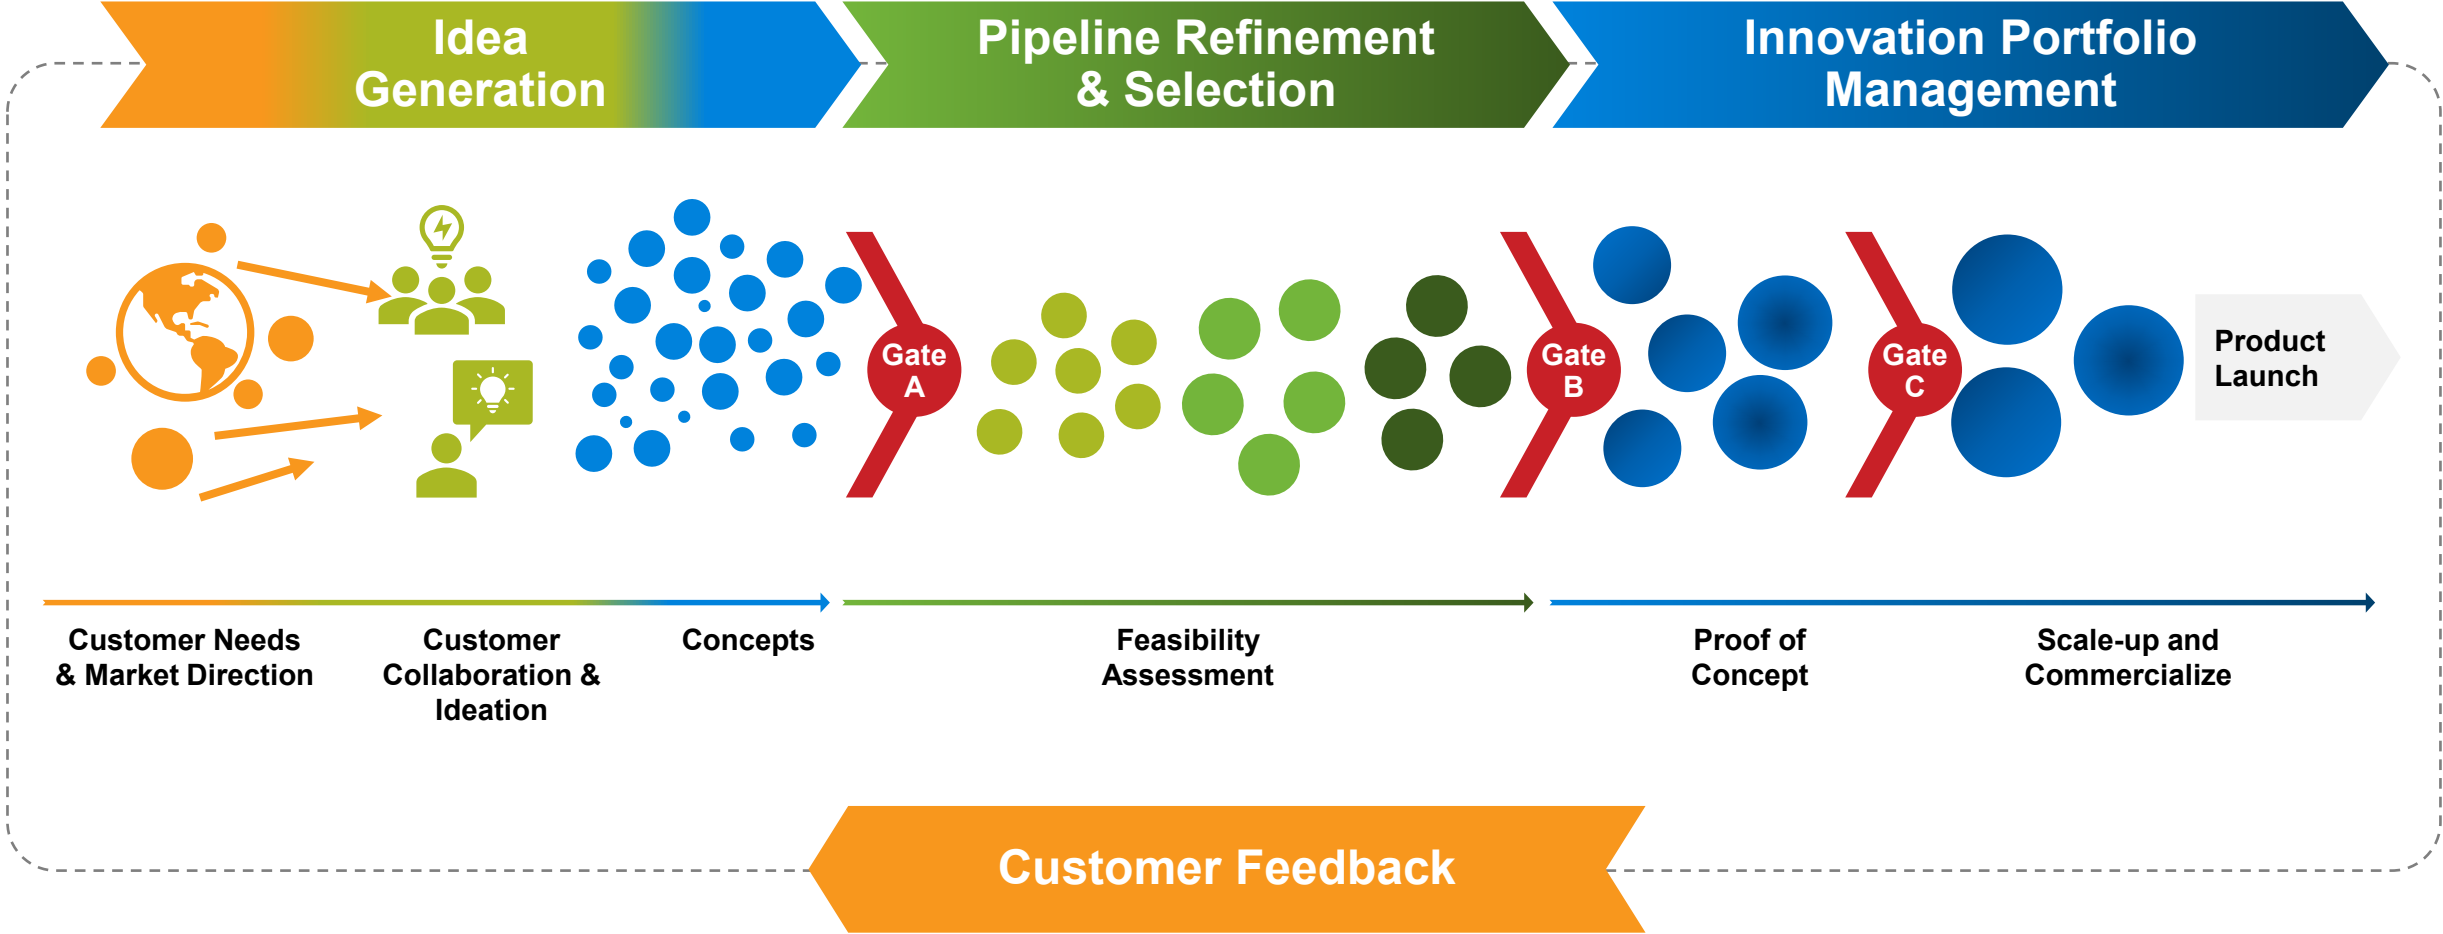 Idea
Generation
Pipeline Refinement
& Selection
Innovation Portfolio
Management
Gate
A
Gate
B
Gate
C
Product
Launch
Customer Needs
& Market Direction
Customer
Collaboration &
Ideation
Concepts
Feasibility
Assessment
Proof of
Concept
Scale-up and
Commercialize
Customer Feedback